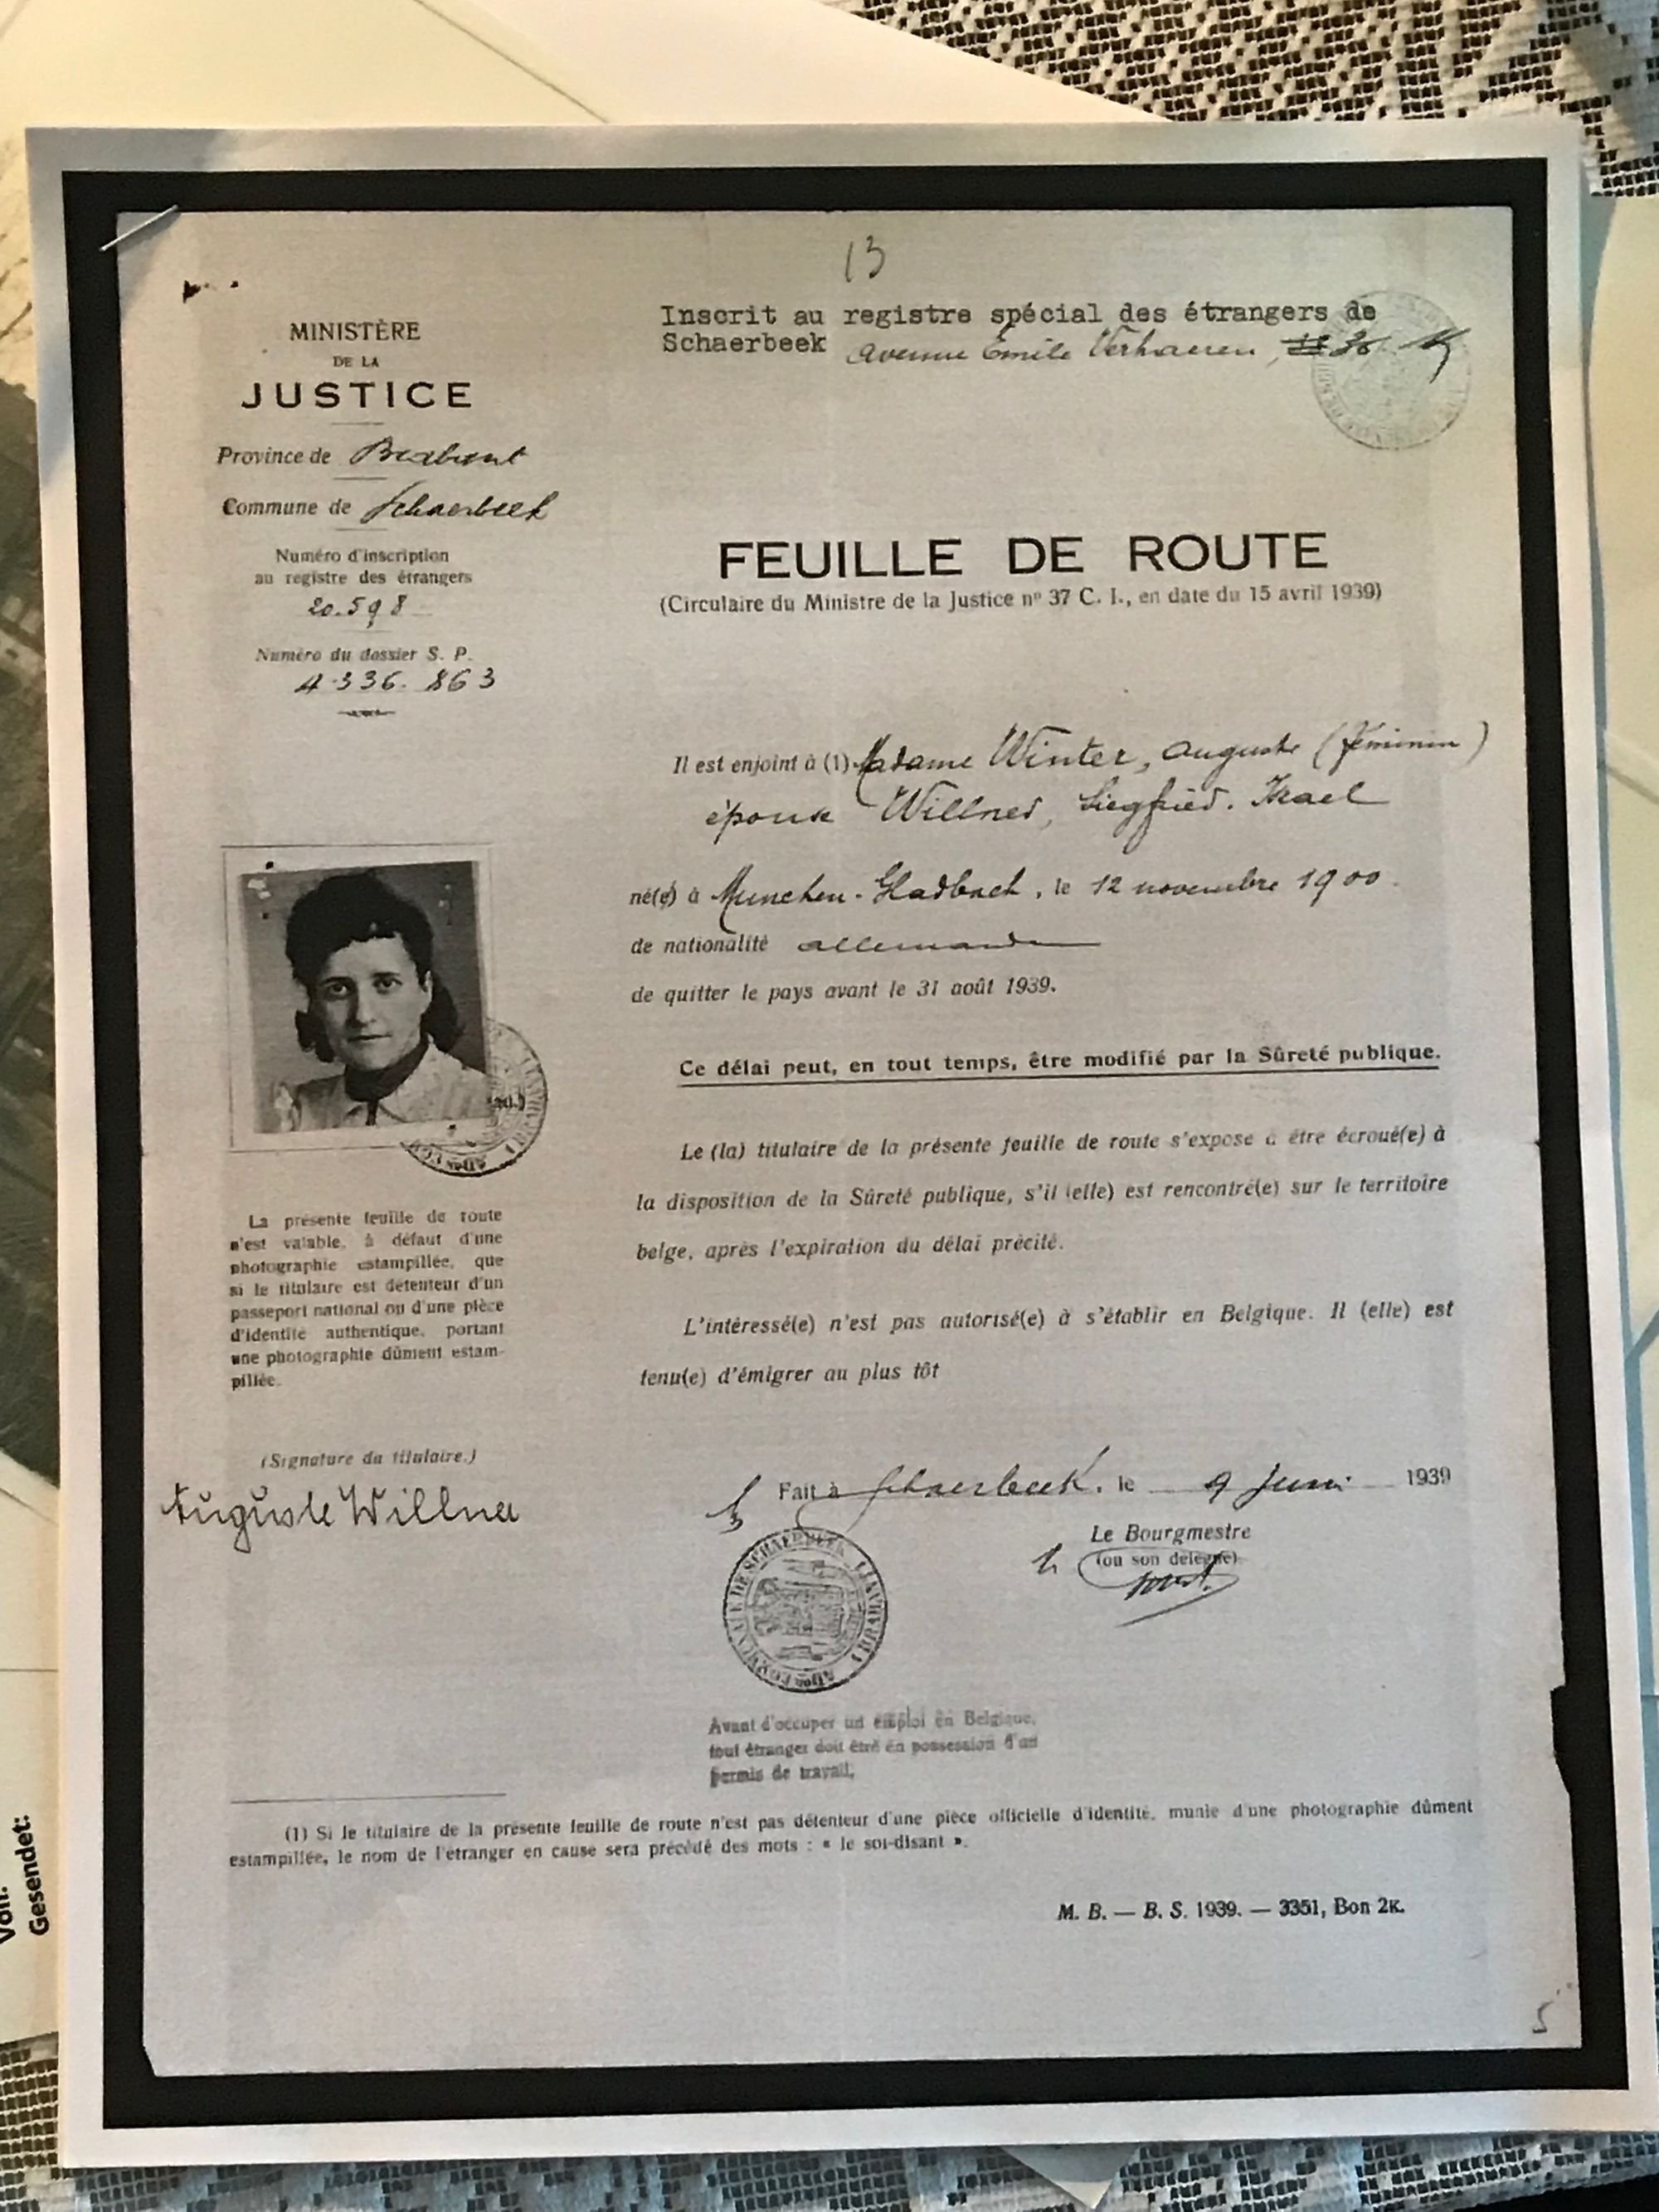 13
Inscrit au registre spécial des étrangers de
Schaerbeek avenue Emile Verhaeren, 36
MINISTÈRE
DE LA
JUSTICE
Province de Brabant
Commune de Schaerbeek
Numéro d'inscription
au registre des étrangers
20.598
Numéro du dossier S. P.
A 336. 863
FEUILLE DE ROUTE
(Circulaire du Ministre de la Justice nº 37 C. I., en date du 15 avril 1939)
Il est enjoint à (1) Madame Winter, Auguste (féminin)
épouse Willner, Siegfried. Israel
né(e) à Munchen-Gladbach, le 12 novembre 1900
de nationalité allemande
de quitter le pays avant le 31 août 1939.
Ce délai peut, en tout temps, être modifié par la Sûreté publique.
Le (la) titulaire de la présente feuille de route s'expose à être écroué(e) à
la disposition de la Sûreté publique, s'il (elle) est rencontré(e) sur le territoire
belge, après l'expiration du délai précité.
L'intéressé(e) n'est pas autorisé(e) à s'établir en Belgique. Il (elle) est
tenu(e) d'émigrer au plus tôt
La présente feuille de route
n'est valable, à défaut d'une
photographie estampillée, que
si le titulaire est détenteur d'un
passeport national ou d'une pièce
d'identité authentique, portant
une photographie dûment estam-
pillée.
(Signature du titulaire.)
Auguste Willner
Fait à Schaerbeek, le 9 Juni 1939
Le Bourgmestre
(ou son délégué)
COMMUNALE DE SCHAERBEEK (BRABANT)
Avant d'occuper un emploi en Belgique,
tout étranger doit être en possession d'un
permis de travail.
(1) Si le titulaire de la présente feuille de route n'est pas détenteur d'une pièce officielle d'identité, munie d'une photographie dûment
estampillée, le nom de l'étranger en cause sera précédé des mots : « le soi-disant ».
M. B. — B. S. 1939. — 3351, Bon 2K.
5
Von:
Gesendet: